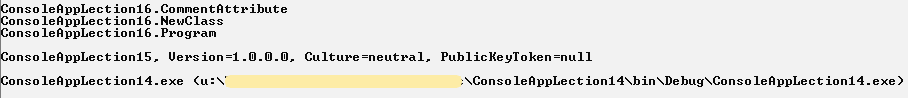 ConsoleAppLection16.CommentAttribute
ConsoleAppLection16.NewClass
ConsoleAppLection16.Program
ConsoleAppLection15, Version=1.0.0.0, Culture=neutral, PublicKeyToken=null
ConsoleAppLection14.exe (u:\ \ConsoleAppLection14\bin\Debug\ConsoleAppLection14.exe)